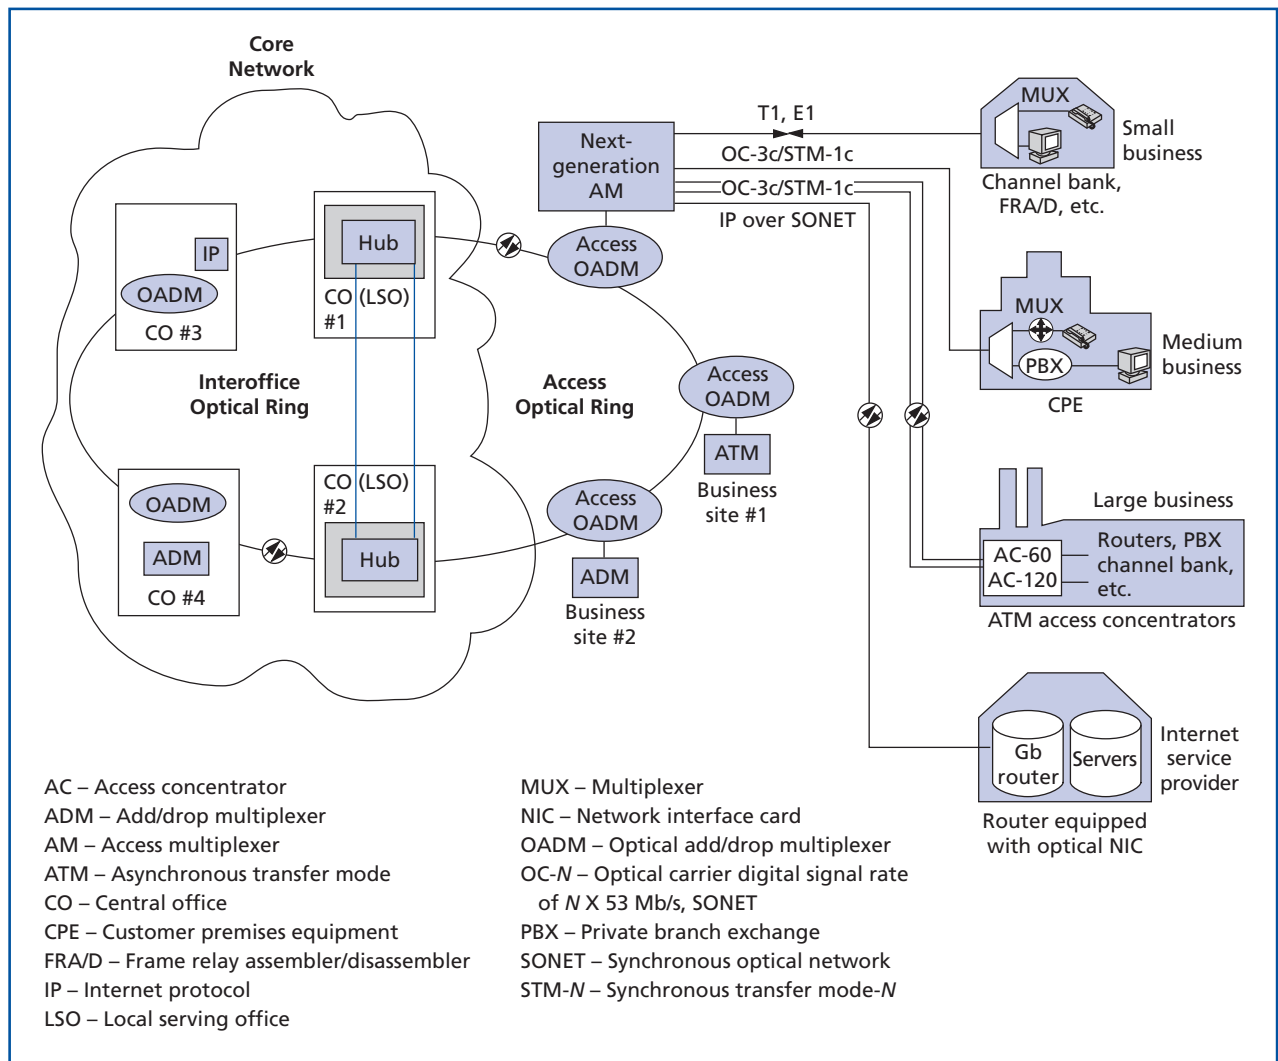 Core
Network
T1, E1
MUX
Small
business
Next-
generation
AM
OC-3c/STM-1c
OC-3c/STM-1c
IP over SONET
Channel bank,
FRA/D, etc.
IP
OADM
CO #3
Hub
CO (LSO)
#1
Access
OADM
MUX
PBX
Medium
business
CPE
Interoffice
Optical Ring
Access
Optical Ring
Access
OADM
ATM
Business
site #1
OADM
ADM
CO #4
CO (LSO)
#2
Hub
Access
OADM
ADM
Business
site #2
Large business
AC-60
AC-120
Routers, PBX
channel bank,
etc.
ATM access concentrators
Gb
router
Servers
Internet
service
provider
Router equipped
with optical NIC
AC – Access concentrator
ADM – Add/drop multiplexer
AM – Access multiplexer
ATM – Asynchronous transfer mode
CO – Central office
CPE – Customer premises equipment
FRA/D – Frame relay assembler/disassembler
IP – Internet protocol
LSO – Local serving office
MUX – Multiplexer
NIC – Network interface card
OADM – Optical add/drop multiplexer
OC-N – Optical carrier digital signal rate
of N X 53 Mb/s, SONET
PBX – Private branch exchange
SONET – Synchronous optical network
STM-N – Synchronous transfer mode-N